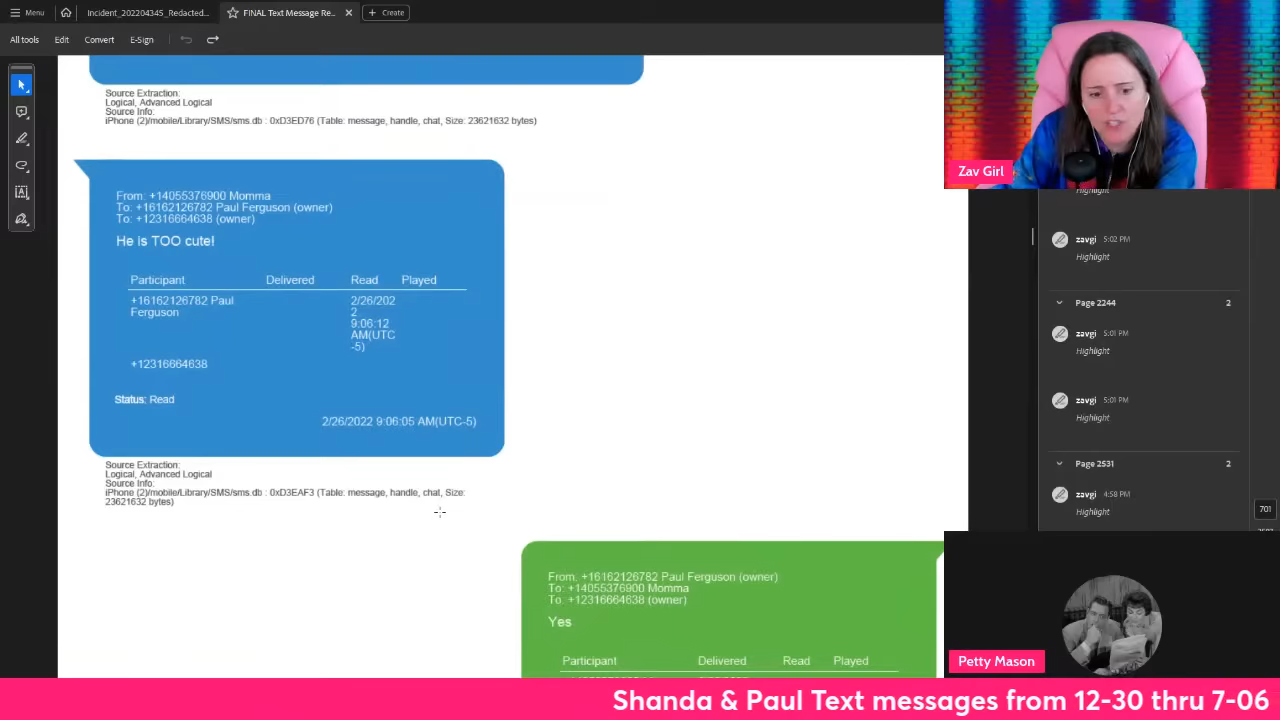 Menu
Incident_202204345_Redacted...
FINAL Text Message Re...
Create
All tools
Edit
Convert
E-Sign
Source Extraction:
Logical, Advanced Logical
Source Info:
iPhone (2)/mobile/Library/SMS/sms.db : 0xD3ED76 (Table: message, handle, chat, Size: 23621632 bytes)
From: +14055376900 Momma
To: +16162126782 Paul Ferguson (owner)
To: +12316664638 (owner)
He is TOO cute!
Participant Delivered Read Played
+16162126782 Paul Ferguson
2/26/202
2
9:06:12
AM(UTC
-5)
+12316664638
Status: Read
2/26/2022 9:06:05 AM(UTC-5)
Source Extraction:
Logical, Advanced Logical
Source Info:
iPhone (2)/mobile/Library/SMS/sms.db : 0xD3EAF3 (Table: message, handle, chat, Size:
23621632 bytes)
From: +16162126782 Paul Ferguson (owner)
To: +14055376900 Momma
To: +12316664638 (owner)
Yes
Participant Delivered Read Played
Zav Girl
Highlight
zavgi 5:02 PM
Highlight
Page 2244 2
zavgi 5:01 PM
Highlight
zavgi 5:01 PM
Highlight
Page 2531 2
zavgi 4:58 PM
Highlight
701
Petty Mason
Shanda & Paul Text messages from 12-30 thru 7-06